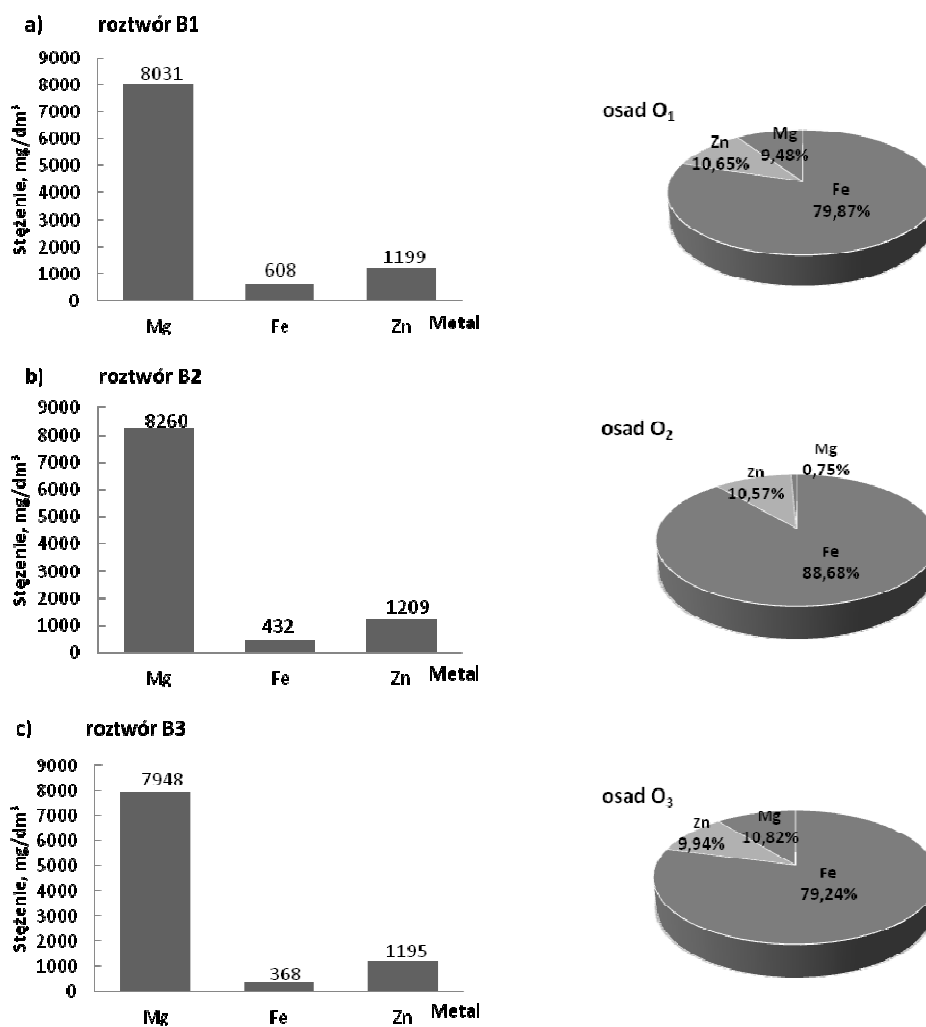 a) roztwór B1
Stężenie, mg/dm³
9000
8000
7000
6000
5000
4000
3000
2000
1000
0
8031
608
1199
Mg Fe Zn Metal
osad O₁
Zn
10,65%
Mg
9,48%
Fe
79,87%
b) roztwór B2
Stężenie, mg/dm³
9000
8000
7000
6000
5000
4000
3000
2000
1000
0
8260
432
1209
Mg Fe Zn Metal
osad O₂
Zn
10,57%
Mg
0,75%
Fe
88,68%
c) roztwór B3
Stężenie, mg/dm³
9000
8000
7000
6000
5000
4000
3000
2000
1000
0
7948
368
1195
Mg Fe Zn Metal
osad O₃
Zn
9,94%
Mg
10,82%
Fe
79,24%